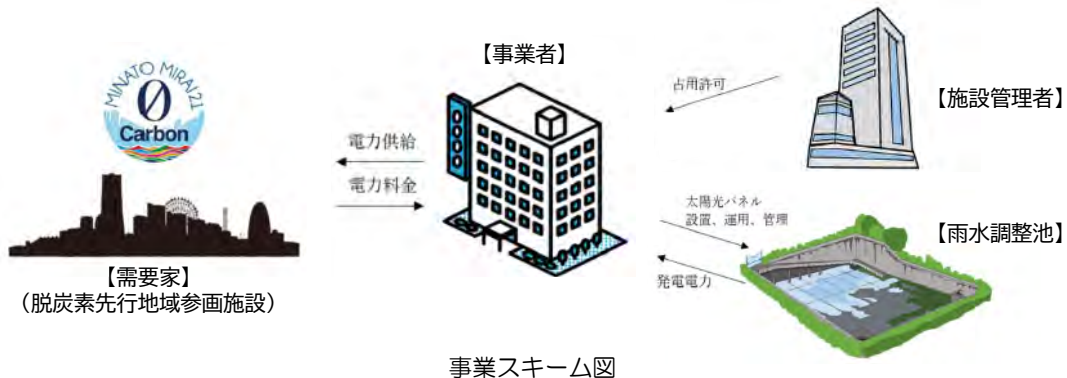 MINATO MIRAI 21
0
Carbon
【需要家】
（脱炭素先行地域参画施設）
電力供給
電力料金
【事業者】
占用許可
【施設管理者】
太陽光パネル
設置、運用、管理
発電電力
【雨水調整池】
事業スキーム図